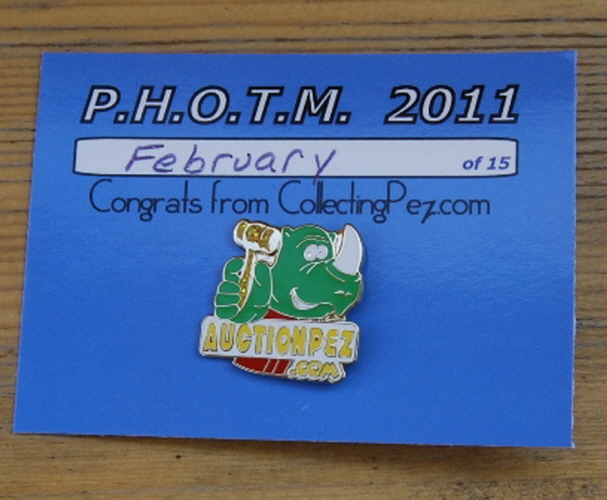 P.H.O.T.M. 2011
February of 15
Congrats from CollectingPez.com
AUCTIONPEZ
.COM